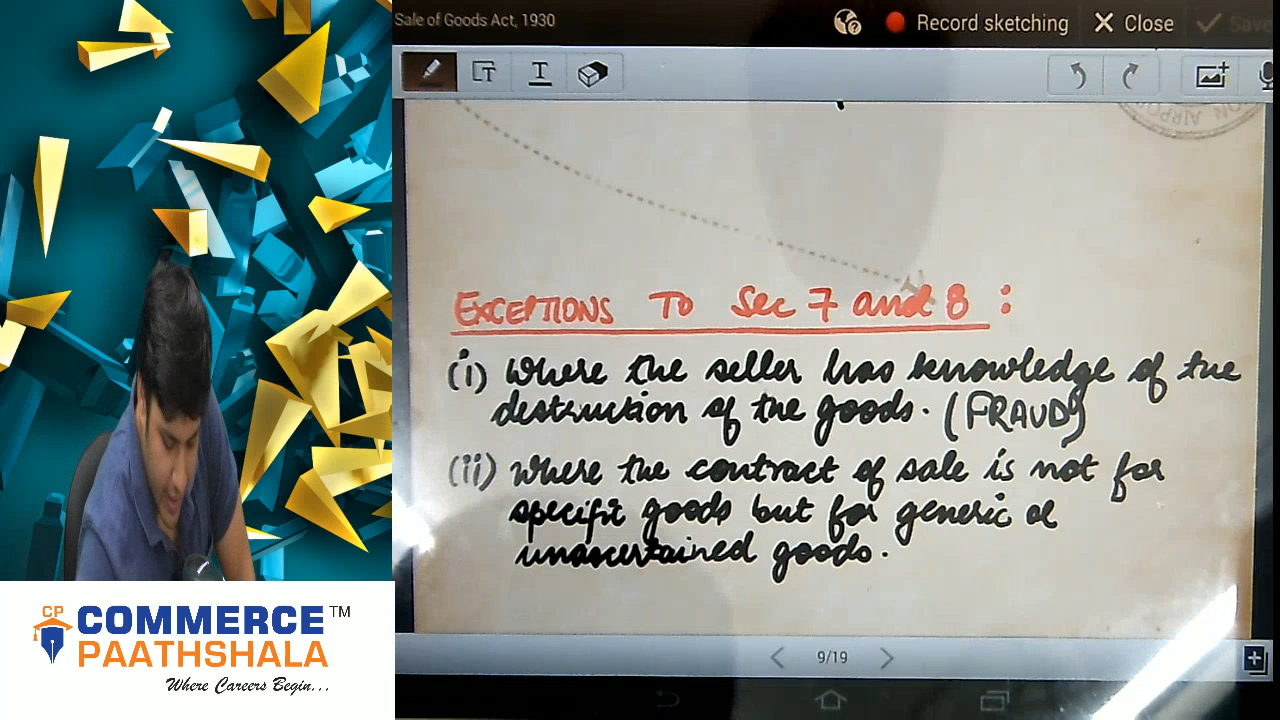 Sale of Goods Act, 1930
Record sketching
Close
Save
EXCEPTIONS TO Sec 7 and 8 :
(i) Where the seller has knowledge of the
destruction of the goods. (FRAUD)
(ii) Where the contract of sale is not for
specific goods but for generic or
unascertained goods.
9/19
CP
COMMERCE™
PAATHSHALA
Where Careers Begin...